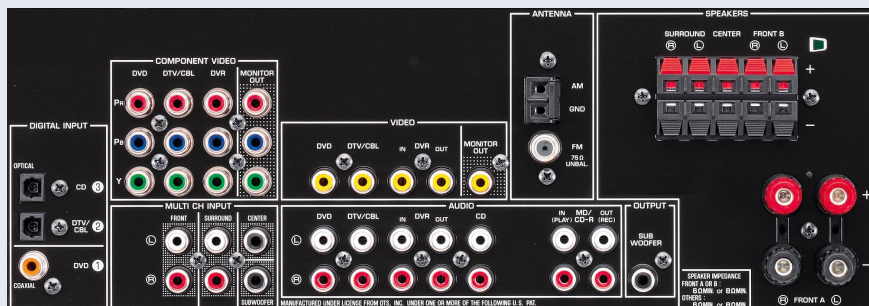 ANTENNA
SPEAKERS
SURROUND CENTER FRONT B
R L R L
+
−
AM
GND
FM
75Ω
UNBAL.
COMPONENT VIDEO
DVD DTV/CBL DVR MONITOR
OUT
PR
PB
Y
DIGITAL INPUT
OPTICAL
CD 3
DTV/
CBL 2
DVD 1
COAXIAL
VIDEO
DVD DTV/CBL IN DVR OUT MONITOR
OUT
MULTI CH INPUT
FRONT SURROUND CENTER
L
R
SUBWOOFER
AUDIO
DVD DTV/CBL IN DVR OUT CD IN
(PLAY) MD/
CD-R OUT
(REC)
L
R
OUTPUT
SUB
WOOFER
+
−
R FRONT A L
SPEAKER IMPEDANCE
FRONT A OR B :
8ΩMIN. or 8ΩMIN.
OTHERS :
8ΩMIN. or 8ΩMIN.
MANUFACTURED UNDER LICENSE FROM DTS, INC. UNDER ONE OR MORE OF THE FOLLOWING U.S. PAT.